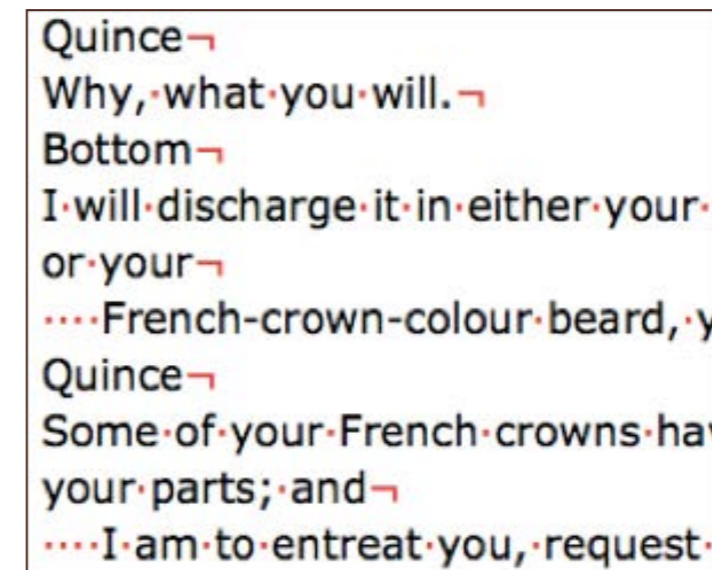 Quince¬
Why,·what·you·will.¬
Bottom¬
I·will·discharge·it·in·either·your·
or·your¬
····French-crown-colour·beard,·
Quince¬
Some·of·your·French·crowns·
your·parts;·and¬
····I·am·to·entreat·you,·request·